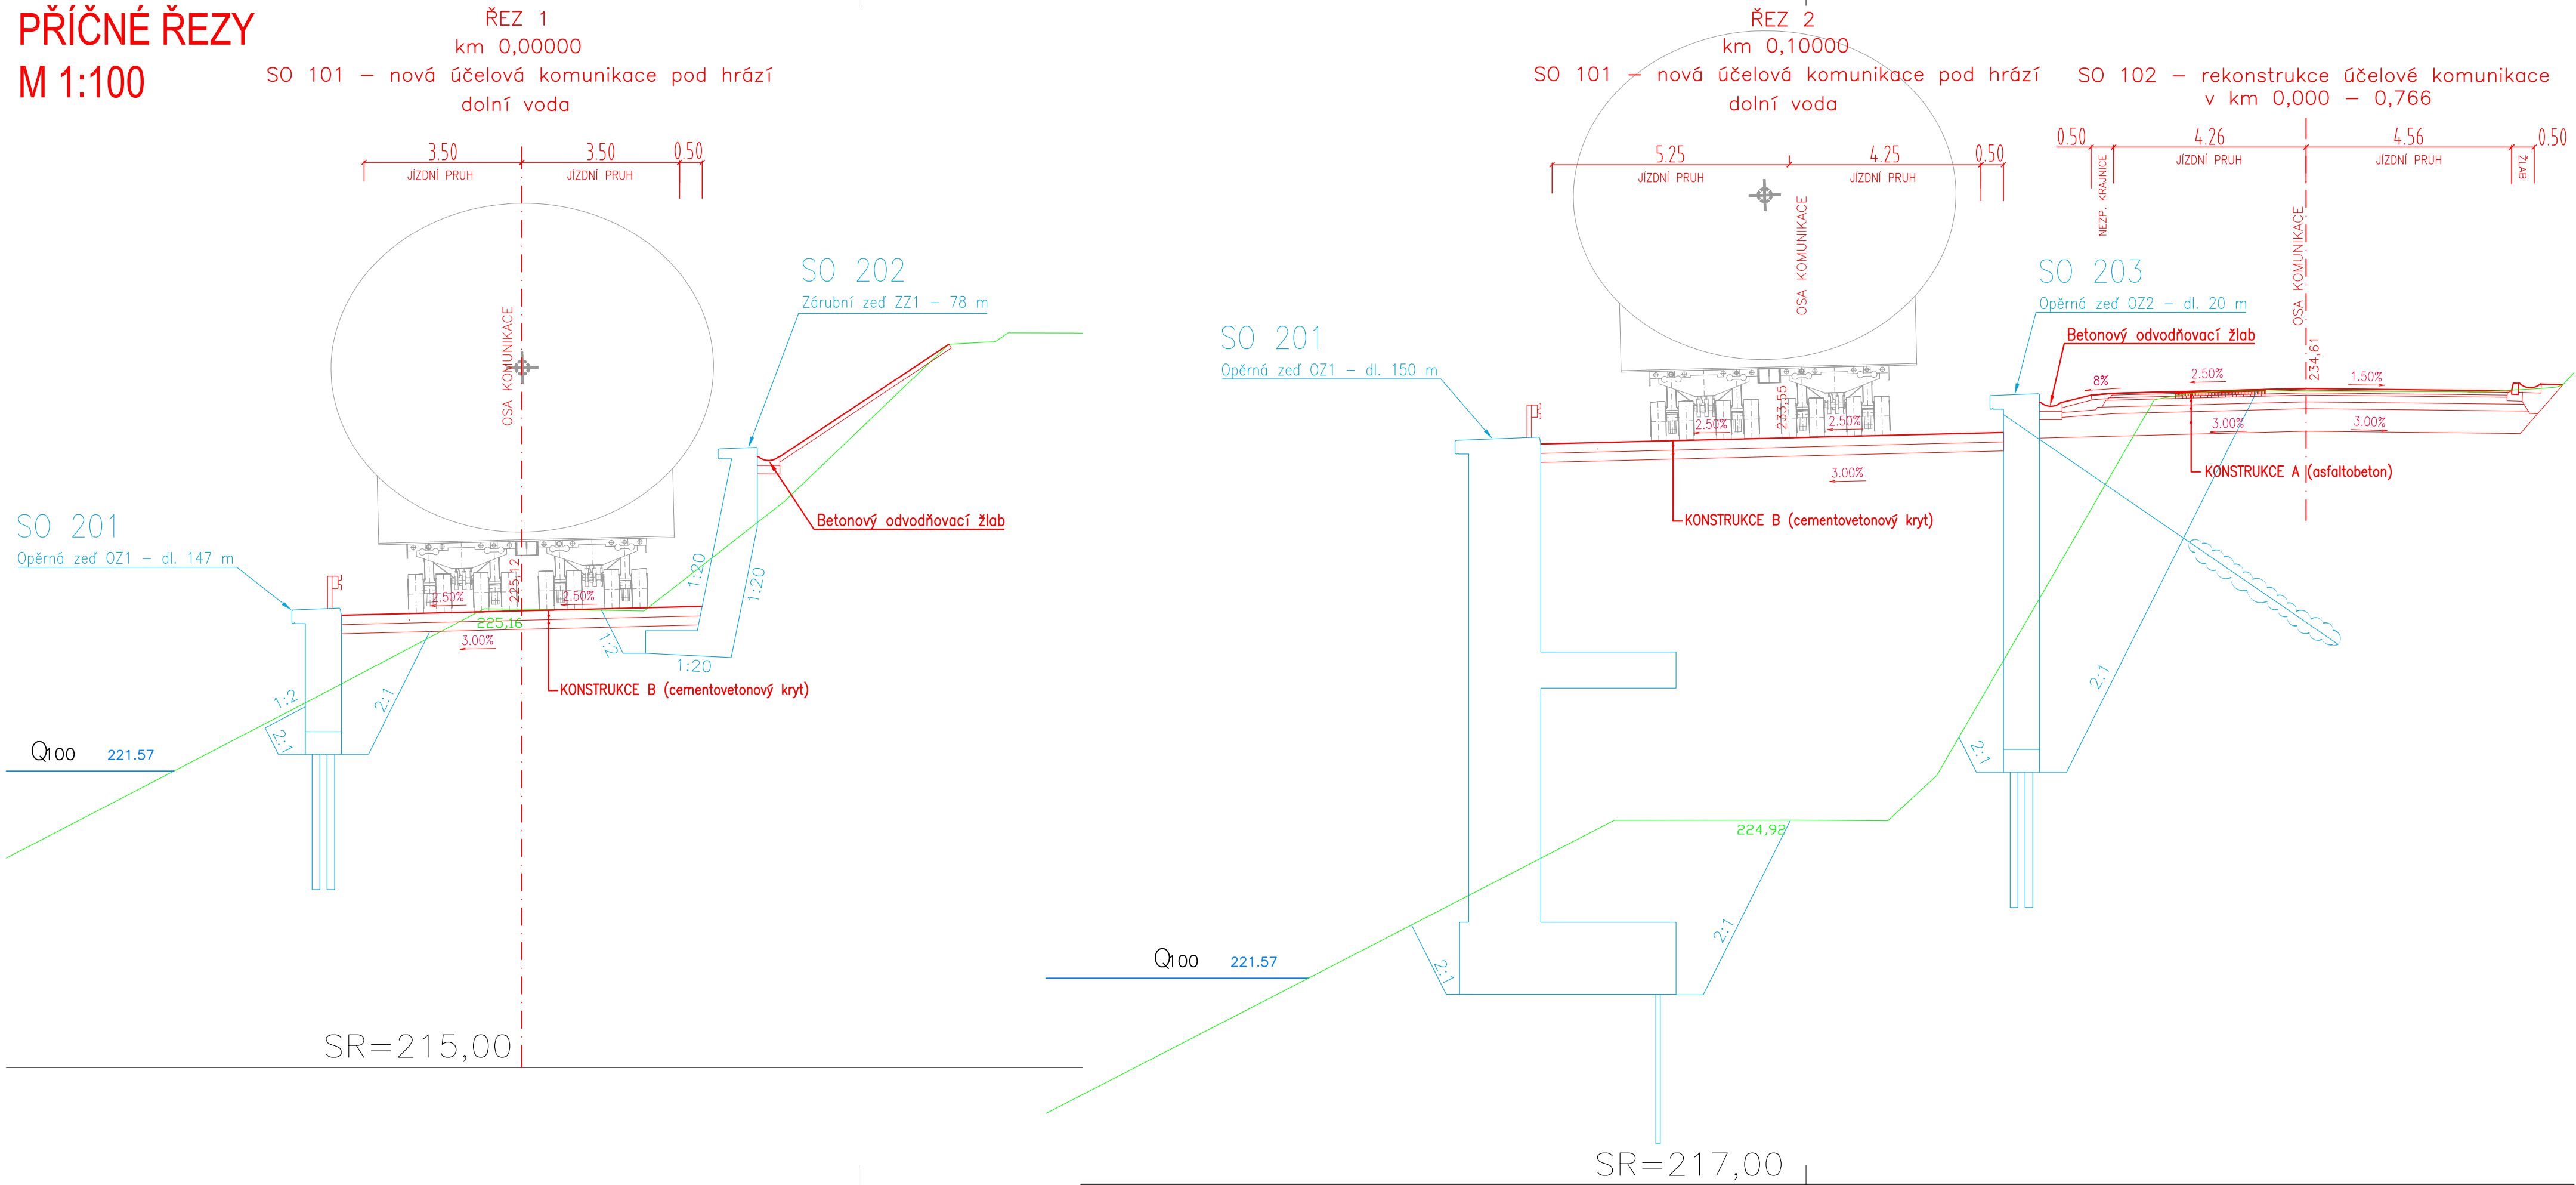 PŘÍČNÉ ŘEZY
M 1:100
ŘEZ 1
km 0,00000
SO 101 – nová účelová komunikace pod hrází
dolní voda
3.50
3.50
0.50
JÍZDNÍ PRUH
JÍZDNÍ PRUH
OSA KOMUNIKACE
SO 202
Zárubní zeď ZZ1 – 78 m
Betonový odvodňovací žlab
SO 201
Opěrná zeď OZ1 – dl. 147 m
225,12
2.50%
2.50%
225,16
3.00%
1:20
1:20
1:2
1:20
KONSTRUKCE B (cementovetonový kryt)
1:2
2:1
2:1
Q100
221.57
SR=215,00
ŘEZ 2
km 0,10000
SO 101 – nová účelová komunikace pod hrází
dolní voda
5.25
4.25
0.50
JÍZDNÍ PRUH
JÍZDNÍ PRUH
OSA KOMUNIKACE
SO 102 – rekonstrukce účelové komunikace
v km 0,000 – 0,766
0.50
4.26
4.56
0.50
NEZP. KRAJNICE
JÍZDNÍ PRUH
JÍZDNÍ PRUH
ŽLAB
OSA KOMUNIKACE
234,61
SO 203
Opěrná zeď OZ2 – dl. 20 m
Betonový odvodňovací žlab
SO 201
Opěrná zeď OZ1 – dl. 150 m
8%
2.50%
1.50%
3.00%
3.00%
KONSTRUKCE A (asfaltobeton)
233,55
2.50%
2.50%
3.00%
KONSTRUKCE B (cementovetonový kryt)
2:1
2:1
224,92
2:1
2:1
Q100
221.57
SR=217,00